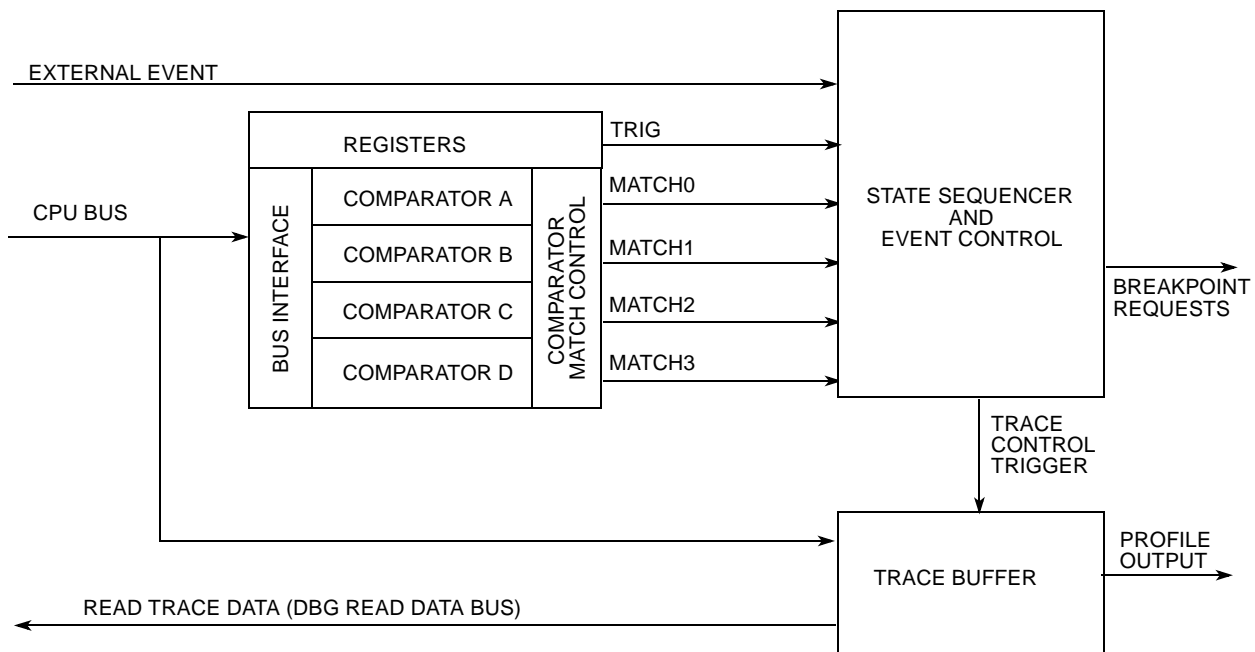 EXTERNAL EVENT
TRIG
REGISTERS
MATCH0
COMPARATOR A
CPU BUS
BUS INTERFACE
COMPARATOR
MATCH CONTROL
STATE SEQUENCER
AND
EVENT CONTROL
COMPARATOR B
MATCH1
BREAKPOINT
REQUESTS
COMPARATOR C
MATCH2
COMPARATOR D
MATCH3
TRACE
CONTROL
TRIGGER
PROFILE
OUTPUT
TRACE BUFFER
READ TRACE DATA (DBG READ DATA BUS)